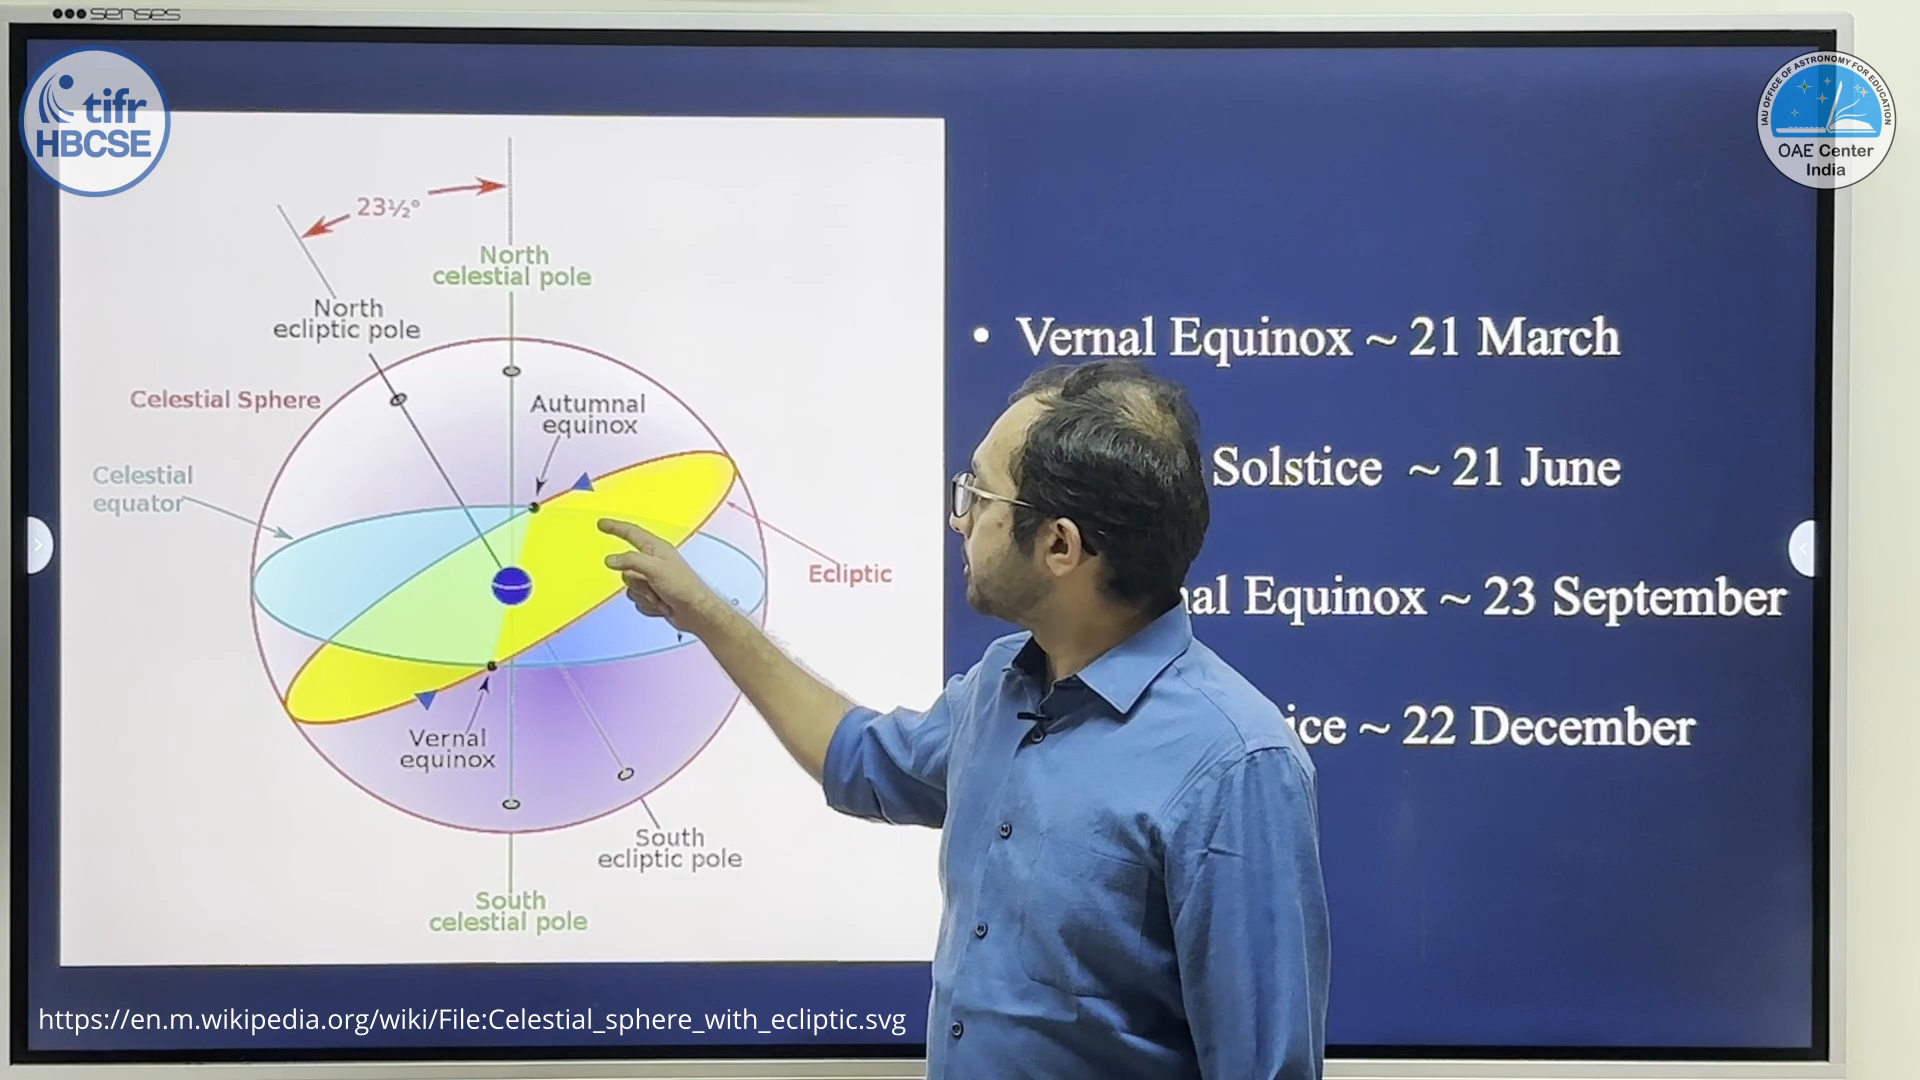 senses
tifr
HBCSE
IAU OFFICE OF ASTRONOMY FOR EDUCATION
OAE Center
India
23½°
North
celestial pole
North
ecliptic pole
Celestial Sphere
Autumnal
equinox
Celestial
equator
Ecliptic
Vernal
equinox
South
ecliptic pole
South
celestial pole
• Vernal Equinox ~ 21 March
Solstice ~ 21 June
Equinox ~ 23 September
~ 22 December
https://en.m.wikipedia.org/wiki/File:Celestial_sphere_with_ecliptic.svg